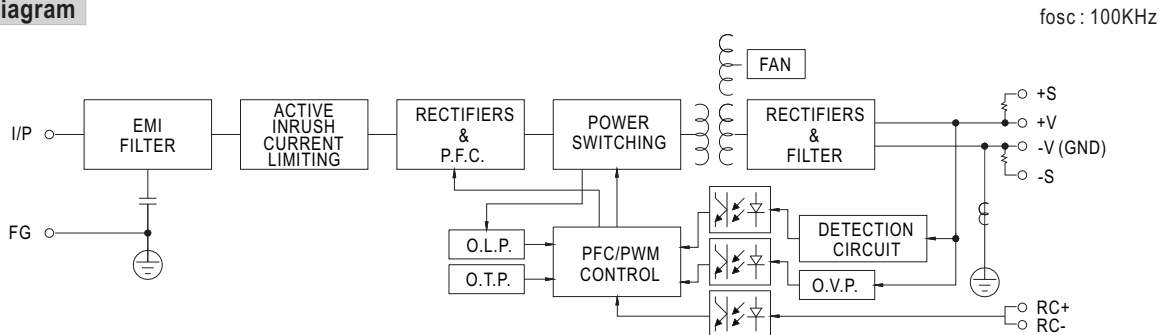 iagram
fosc : 100KHz
FAN
+S
+V
-V (GND)
-S
I/P
EMI
FILTER
ACTIVE
INRUSH
CURRENT
LIMITING
RECTIFIERS
&
P.F.C.
POWER
SWITCHING
RECTIFIERS
&
FILTER
FG
O.L.P.
O.T.P.
PFC/PWM
CONTROL
DETECTION
CIRCUIT
O.V.P.
RC+
RC-